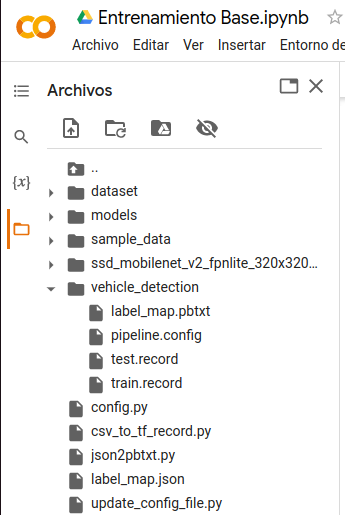 Entrenamiento Base.ipynb
Archivo Editar Ver Insertar Entorno de
Archivos
..
dataset
models
sample_data
ssd_mobilenet_v2_fpnlite_320x320...
vehicle_detection
label_map.pbtxt
pipeline.config
test.record
train.record
config.py
csv_to_tf_record.py
json2pbtxt.py
label_map.json
update_config_file.py
{x}